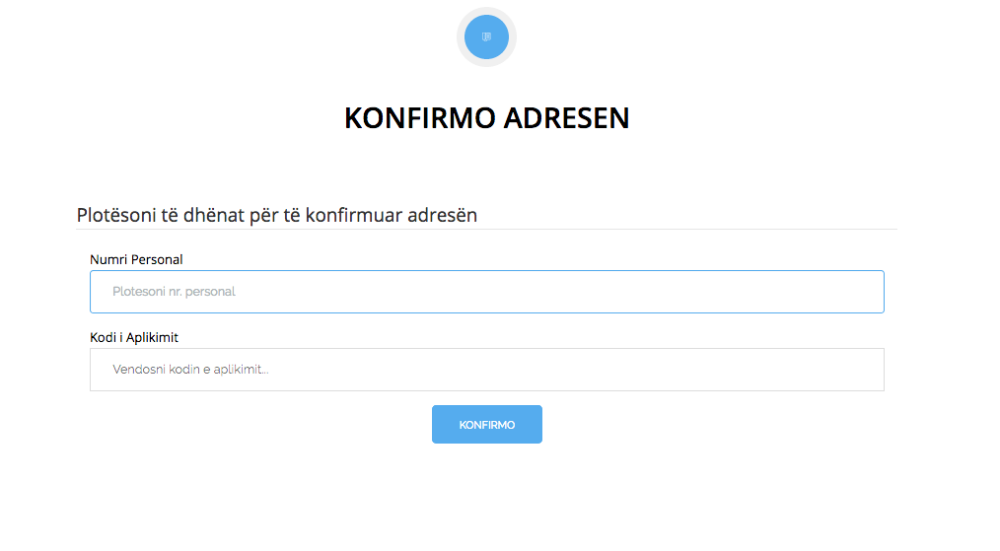 KONFIRMO ADRESEN
Plotësoni të dhënat për të konfirmuar adresën
Numri Personal
Plotesoni nr. personal
Kodi i Aplikimit
Vendosni kodin e aplikimit...
KONFIRMO